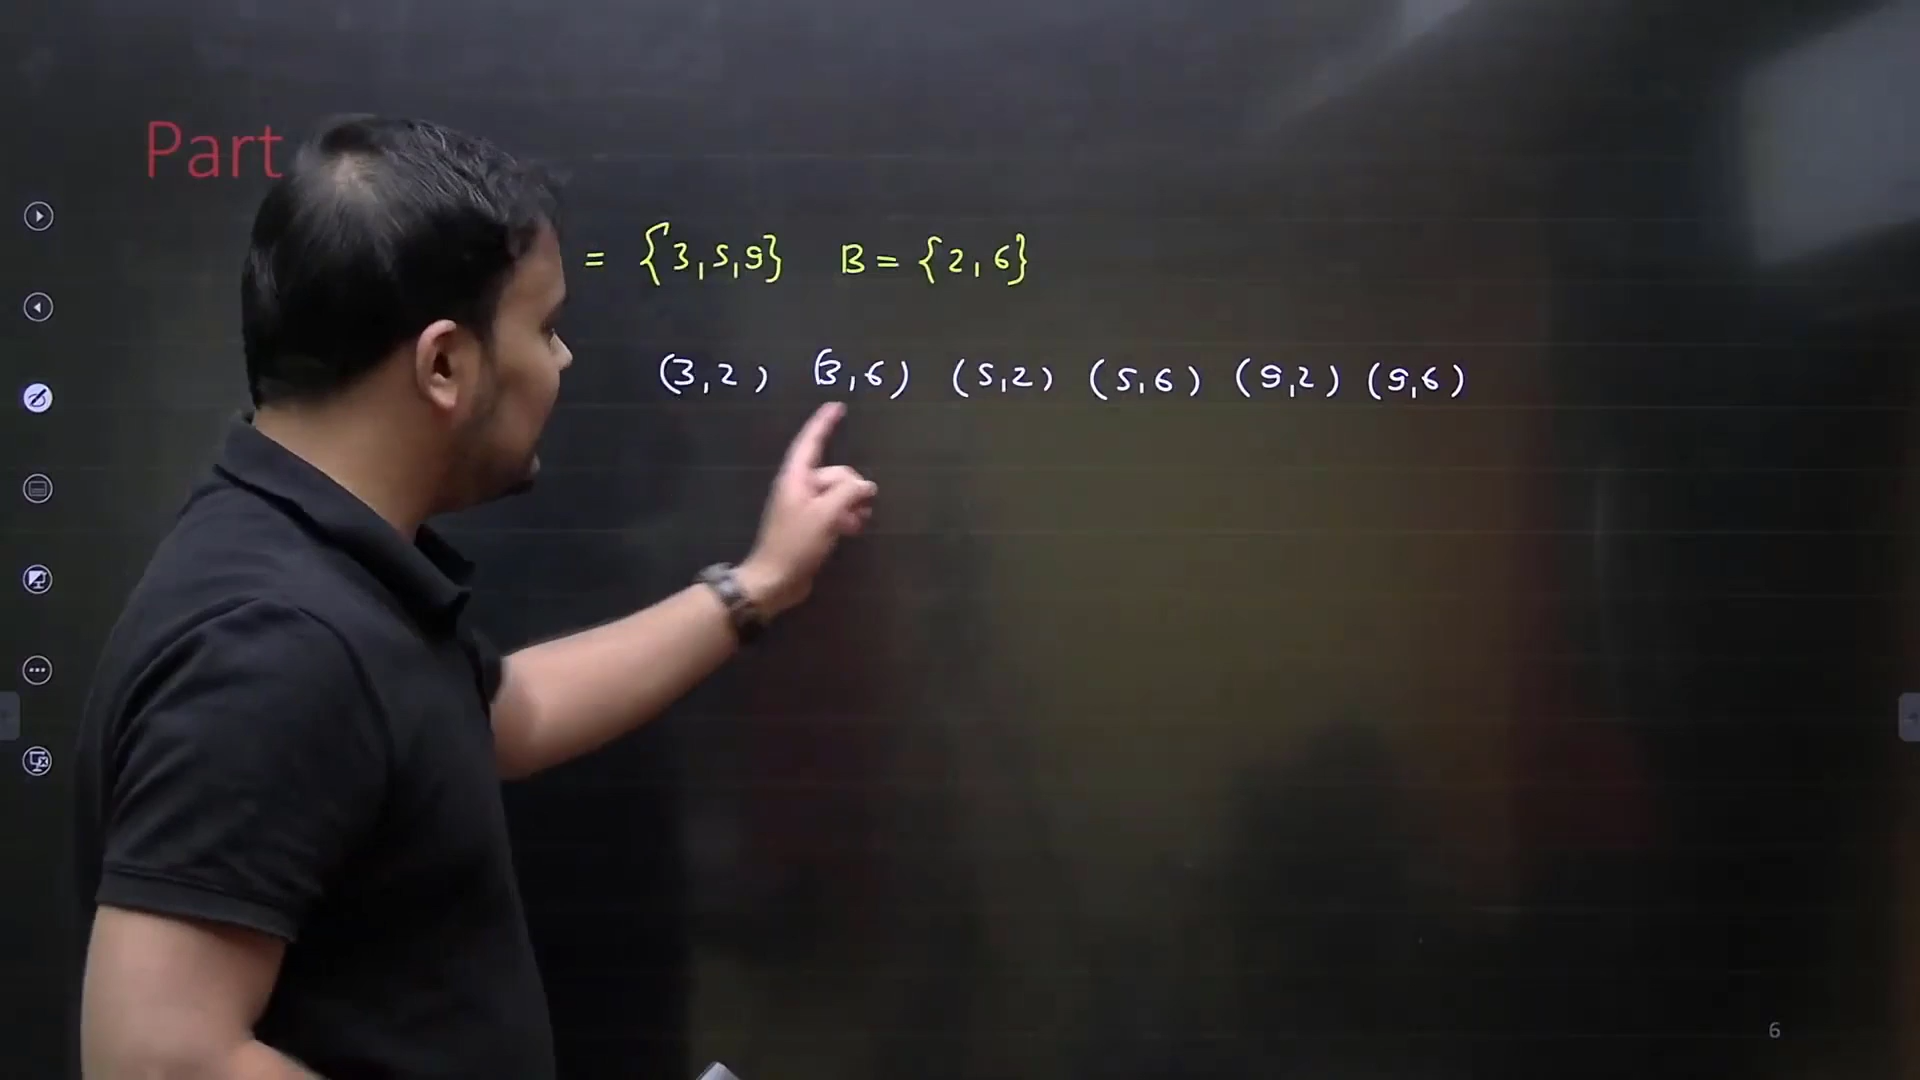 Part
= {3,5,9} B = {2,6}
(3,2) (3,6) (5,2) (5,6) (9,2) (9,6)
6